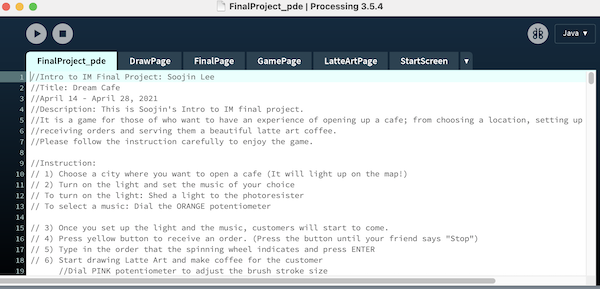 FinalProject_pde | Processing 3.5.4
Java ▾
FinalProject_pde DrawPage FinalPage GamePage LatteArtPage StartScreen ▾
1 //Intro to IM Final Project: Soojin Lee
2 //Title: Dream Cafe
3 //April 14 - April 28, 2021
4 //Description: This is Soojin's Intro to IM final project.
5 //It is a game for those of who want to have an experience of opening up a cafe; from choosing a location, setting up
6 //receiving orders and serving them a beautiful latte art coffee.
7 //Please follow the instruction carefully to enjoy the game.
8
9 //Instruction:
10 // 1) Choose a city where you want to open a cafe (It will light up on the map!)
11 // 2) Turn on the light and set the music of your choice
12 // To turn on the light: Shed a light to the photoresister
13 // To select a music: Dial the ORANGE potentiometer
14
15 // 3) Once you set up the light and the music, customers will start to come.
16 // 4) Press yellow button to receive an order. (Press the button until your friend says "Stop")
17 // 5) Type in the order that the spinning wheel indicates and press ENTER
18 // 6) Start drawing Latte Art and make coffee for the customer
19 //Dial PINK potentiometer to adjust the brush stroke size